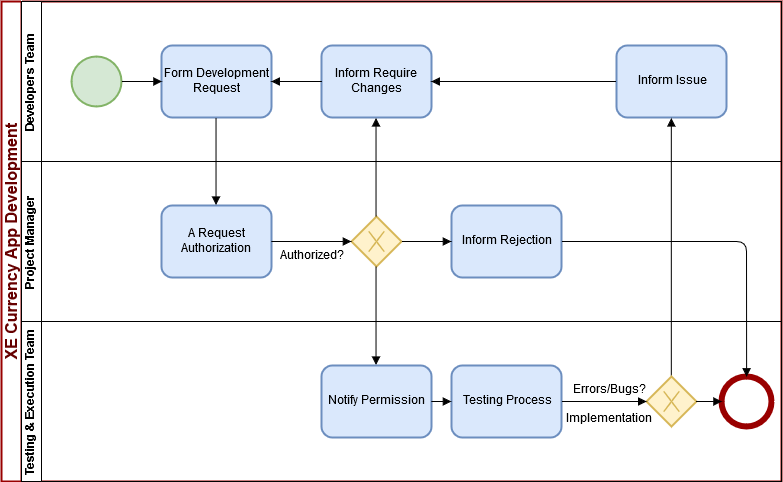 XE Currency App Development
Developers Team
Form Development
Request
Inform Require
Changes
Inform Issue
Project Manager
A Request
Authorization
Authorized?
Inform Rejection
Testing & Execution Team
Notify Permission
Testing Process
Errors/Bugs?
Implementation